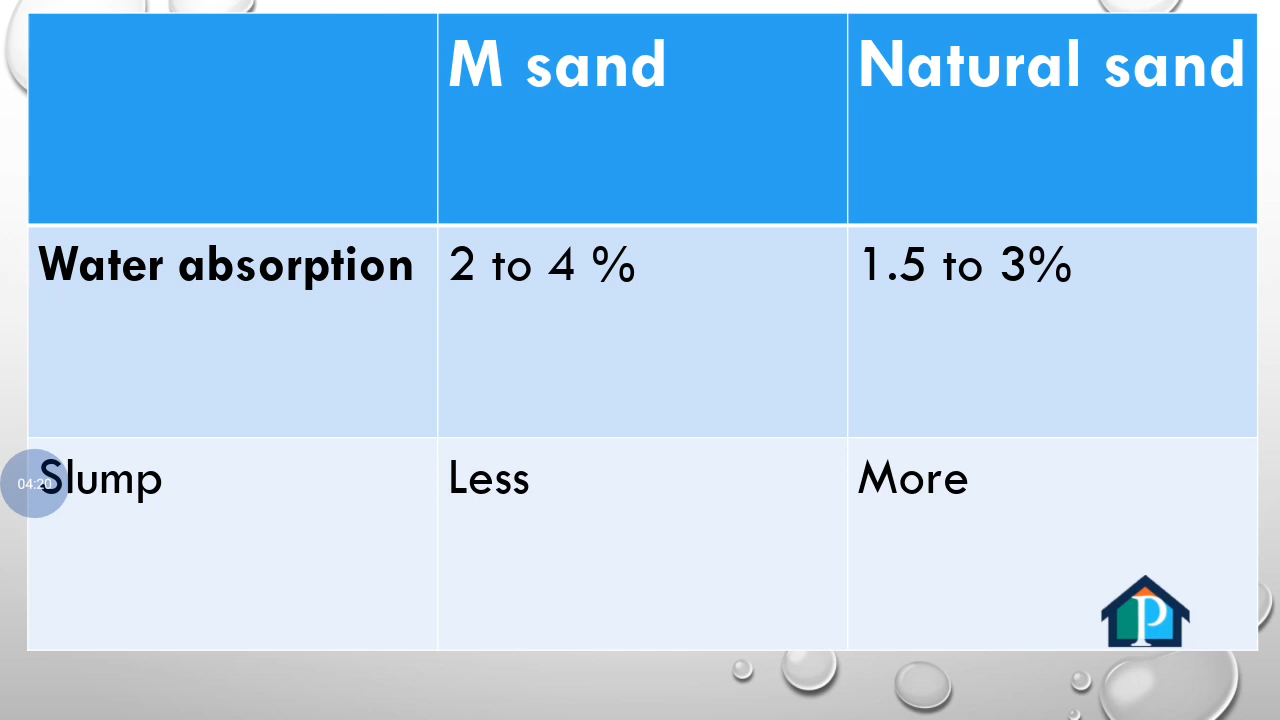 M sand
Natural sand
Water absorption
2 to 4 %
1.5 to 3%
Slump
Less
More
04:20
P